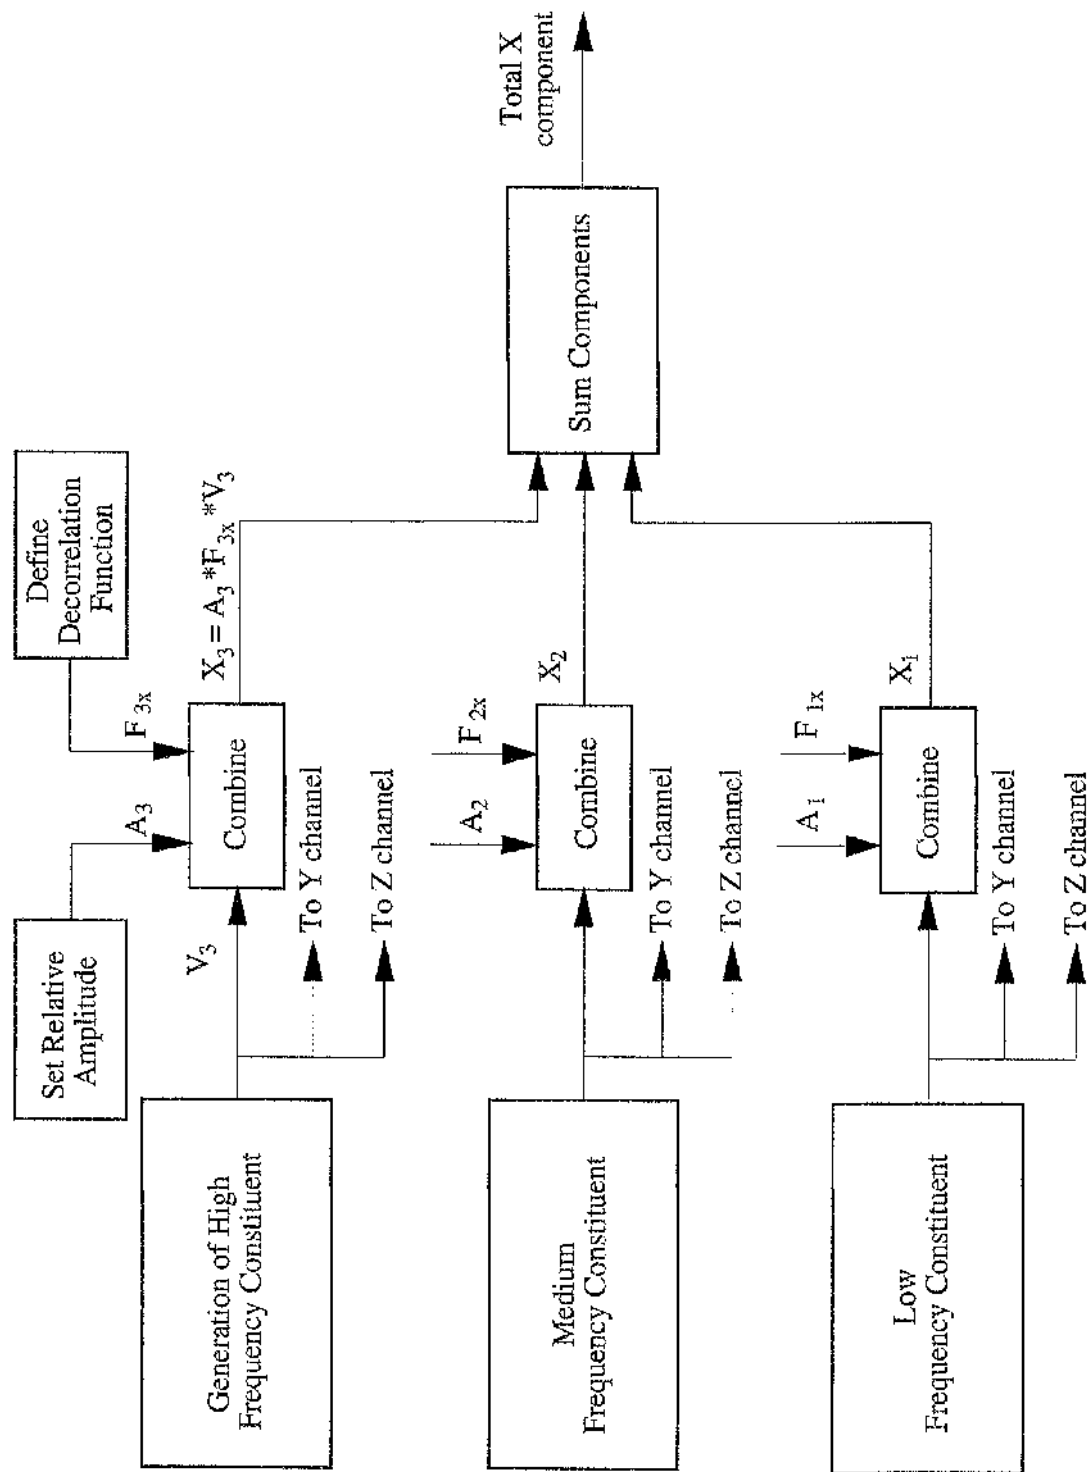 Set Relative
Amplitude
Define
Decorrelation
Function
A₃
F₃ₓ
Generation of High
Frequency Constituent
V₃
Combine
X₃ = A₃*F₃ₓ*V₃
To Y channel
To Z channel
A₂
F₂ₓ
Medium
Frequency Constituent
Combine
X₂
Sum Components
Total X
component
To Y channel
To Z channel
A₁
F₁ₓ
Low
Frequency Constituent
Combine
X₁
To Y channel
To Z channel